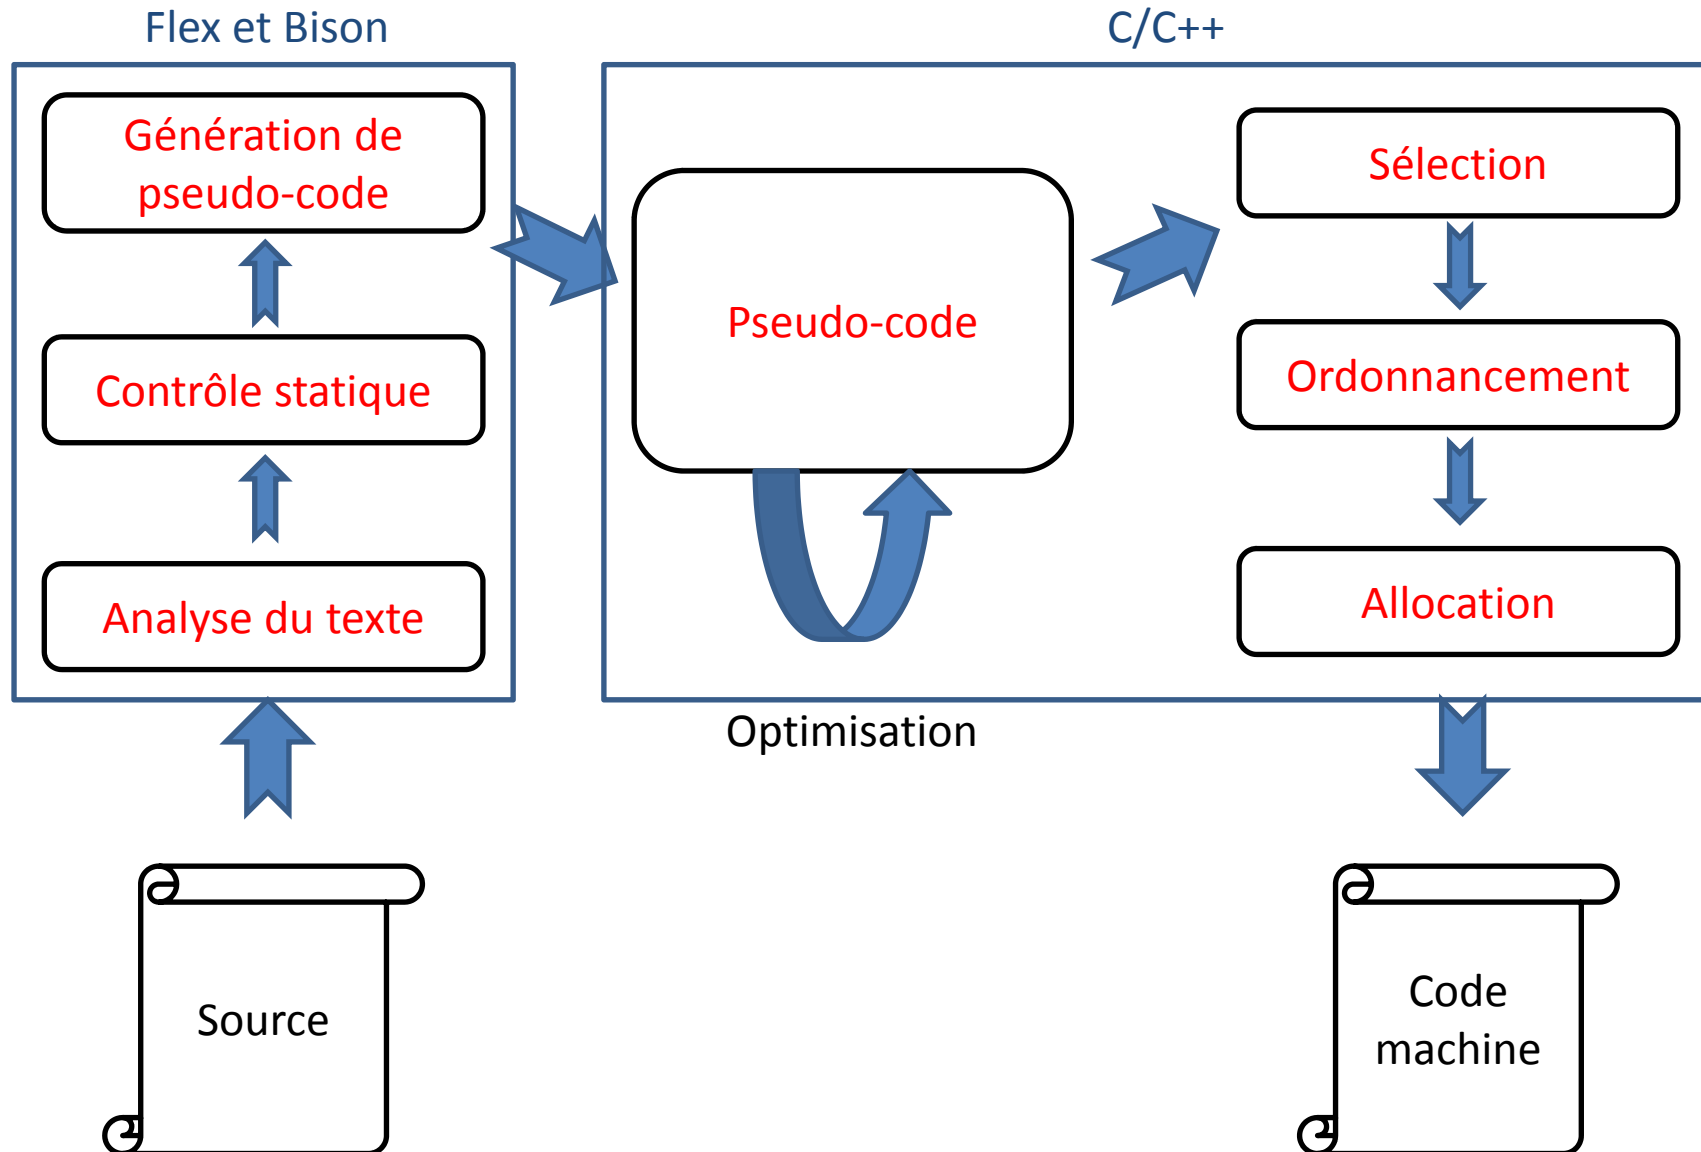 Flex et Bison
C/C++
Génération de
pseudo-code
Contrôle statique
Analyse du texte
Pseudo-code
Sélection
Ordonnancement
Allocation
Optimisation
Source
Code
machine